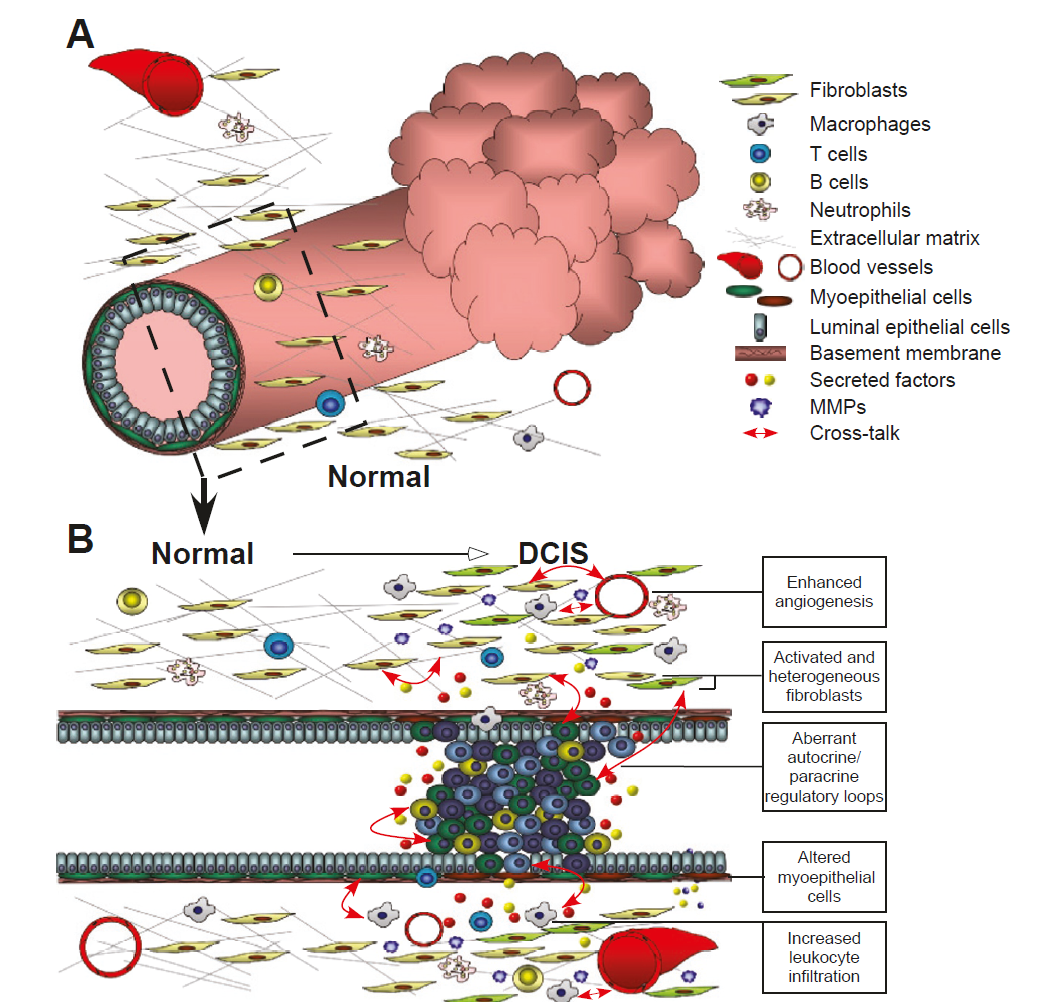 A
Fibroblasts
Macrophages
T cells
B cells
Neutrophils
Extracellular matrix
Blood vessels
Myoepithelial cells
Luminal epithelial cells
Basement membrane
Secreted factors
MMPs
Cross-talk
Normal
B
Normal
DCIS
Enhanced
angiogenesis
Activated and
heterogeneous
fibroblasts
Aberrant
autocrine/
paracrine
regulatory loops
Altered
myoepithelial
cells
Increased
leukocyte
infiltration